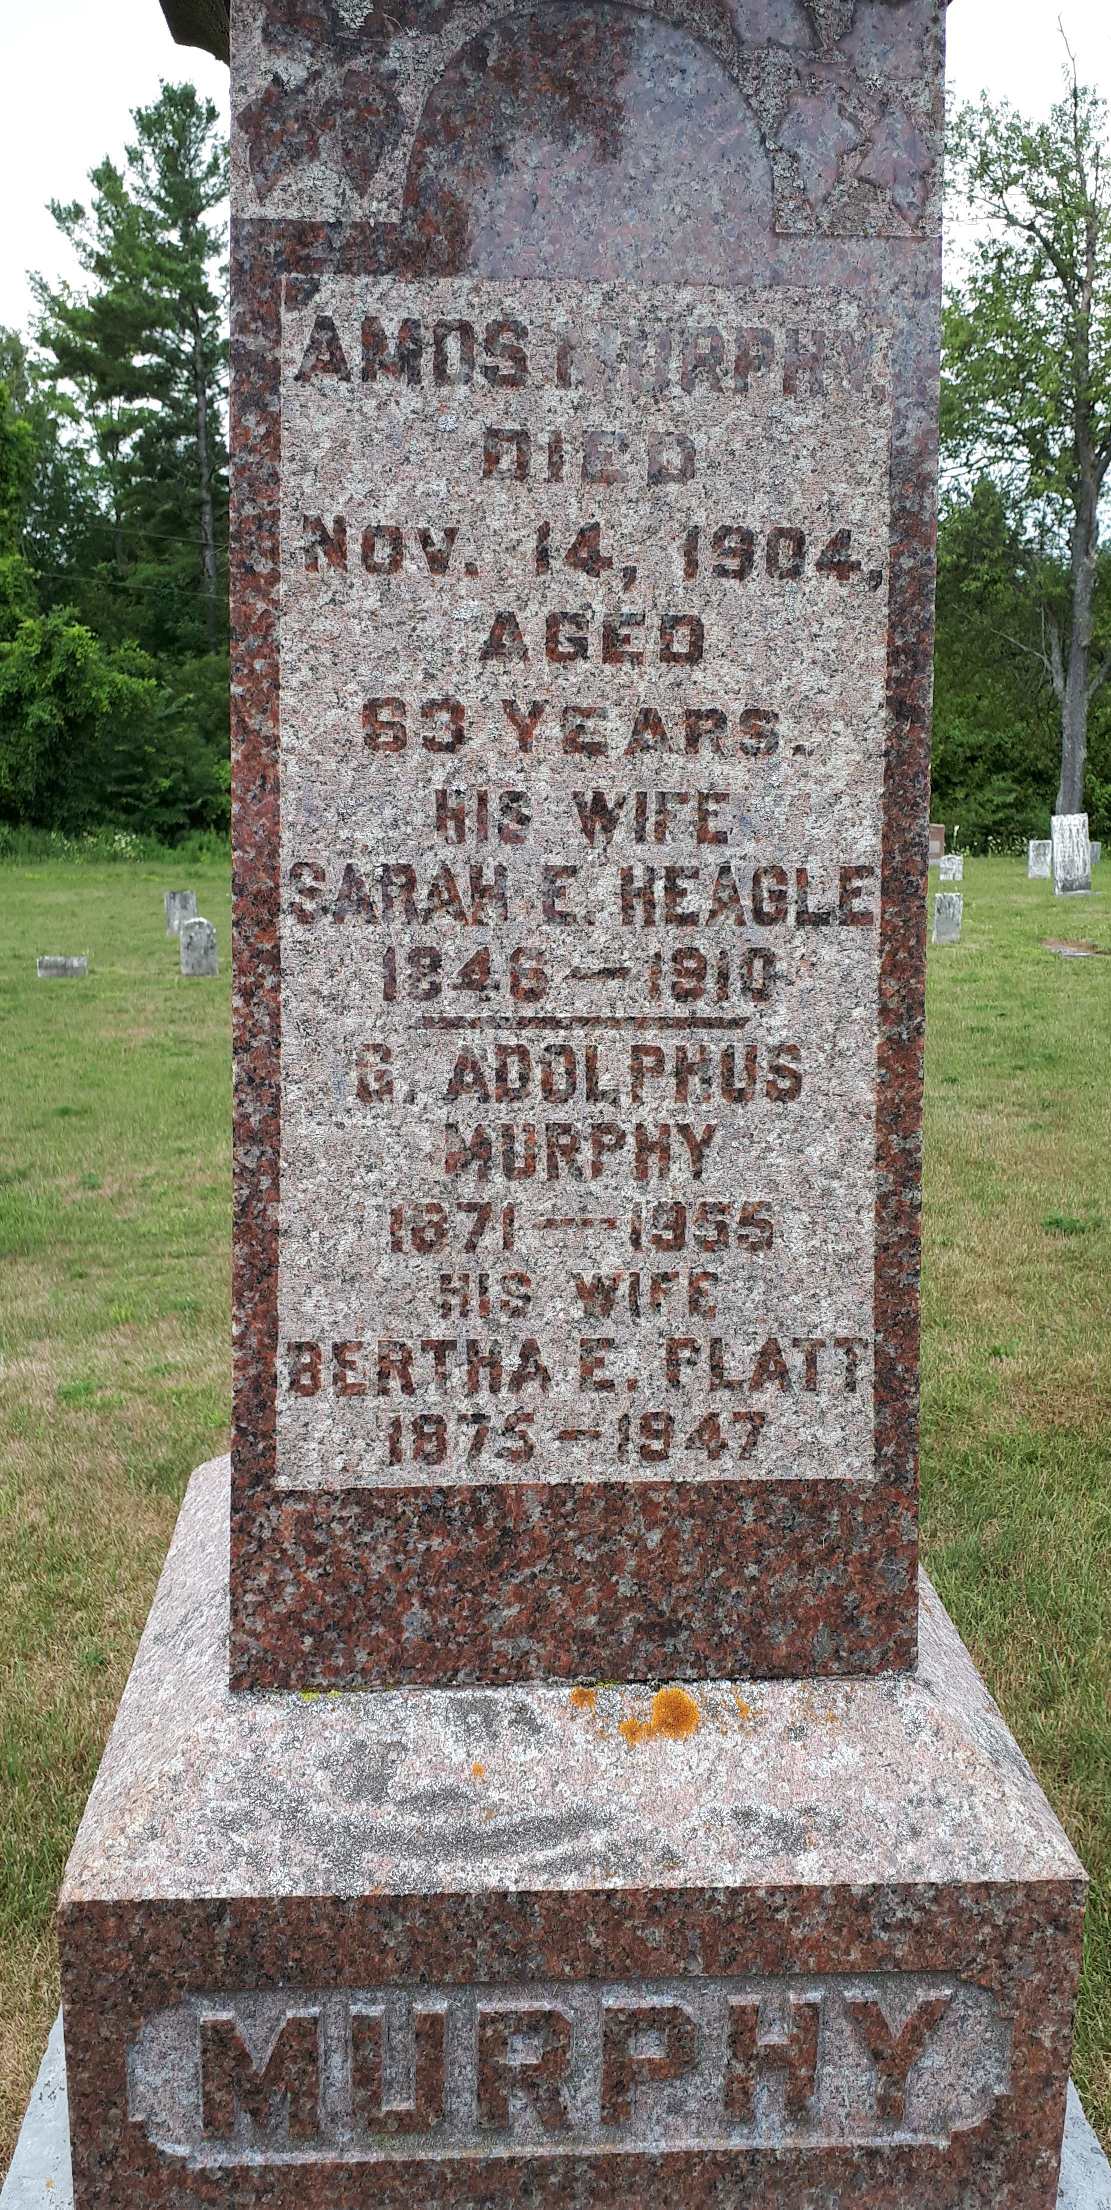 AMOS MURPHY,
DIED
NOV. 14, 1904,
AGED
63 YEARS.
HIS WIFE
SARAH E. HEAGLE
1846 — 1910
G. ADOLPHUS
MURPHY
1871 — 1955
HIS WIFE
BERTHA E. PLATT
1875 — 1947
MURPHY